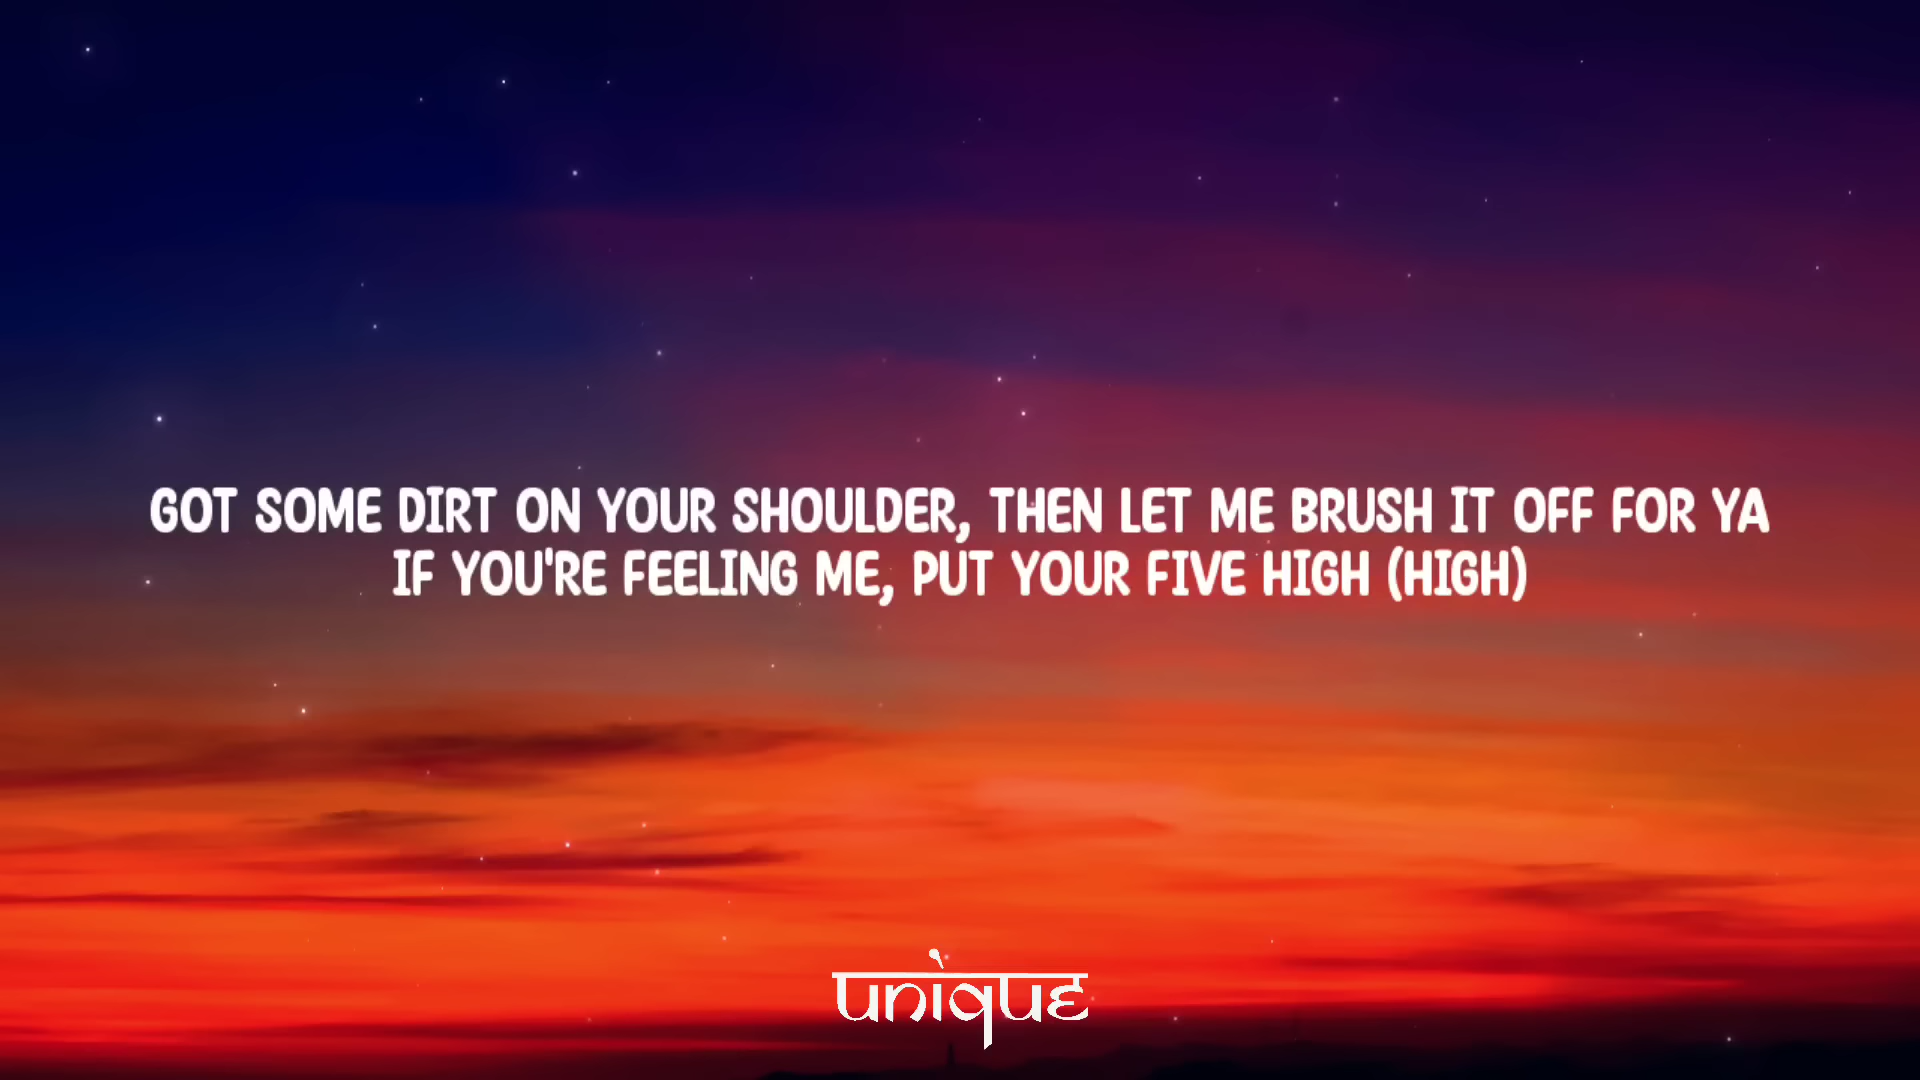 GOT SOME DIRT ON YOUR SHOULDER, THEN LET ME BRUSH IT OFF FOR YA
IF YOU'RE FEELING ME, PUT YOUR FIVE HIGH (HIGH)
unique